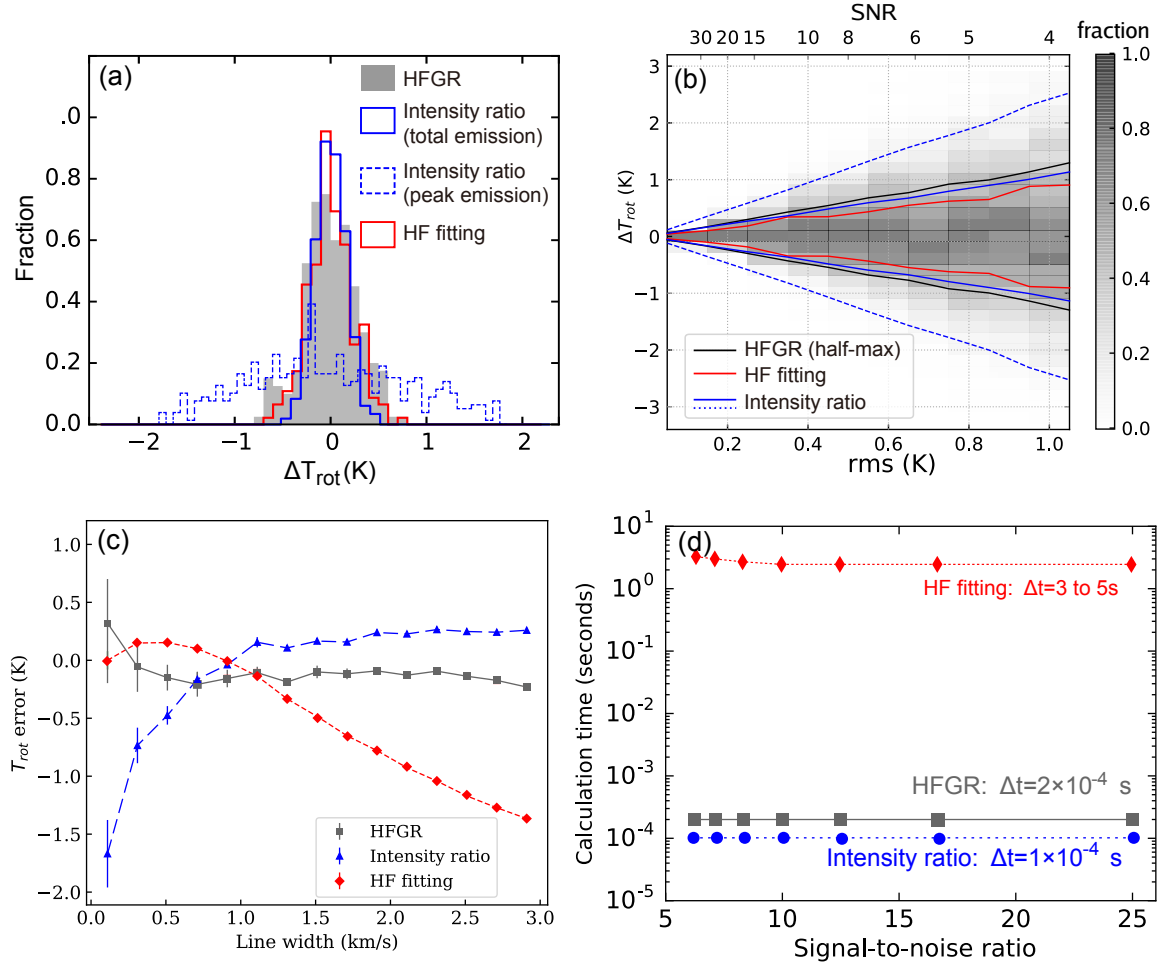 (a)
HFGR
Intensity ratio
(total emission)
Intensity ratio
(peak emission)
HF fitting
.0
0.8
0.6
0.4
0.2
0.0
Fraction
−2 −1 0 1 2
ΔTrot(K)
SNR
30 20 15 10 8 6 5 4
(b)
3
2
1
0
−1
−2
−3
ΔTrot (K)
HFGR (half-max)
HF fitting
Intensity ratio
0.2 0.4 0.6 0.8 1.0
rms (K)
fraction
1.0
0.8
0.6
0.4
0.2
0.0
(c)
1.0
0.5
0.0
−0.5
−1.0
−1.5
−2.0
Trot error (K)
HFGR
Intensity ratio
HF fitting
0.0 0.5 1.0 1.5 2.0 2.5 3.0
Line width (km/s)
(d)
10^1
10^0
10^-1
10^-2
10^-3
10^-4
10^-5
Calculation time (seconds)
HF fitting: Δt=3 to 5s
HFGR: Δt=2×10^-4 s
Intensity ratio: Δt=1×10^-4 s
5 10 15 20 25
Signal-to-noise ratio